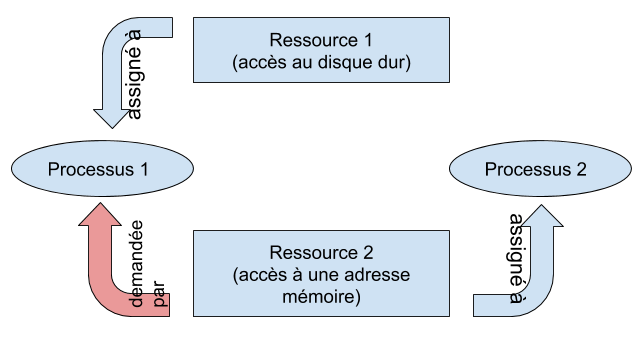 Ressource 1
(accès au disque dur)
assigné à
Processus 1
Processus 2
demandée
par
Ressource 2
(accès à une adresse
mémoire)
assigné à